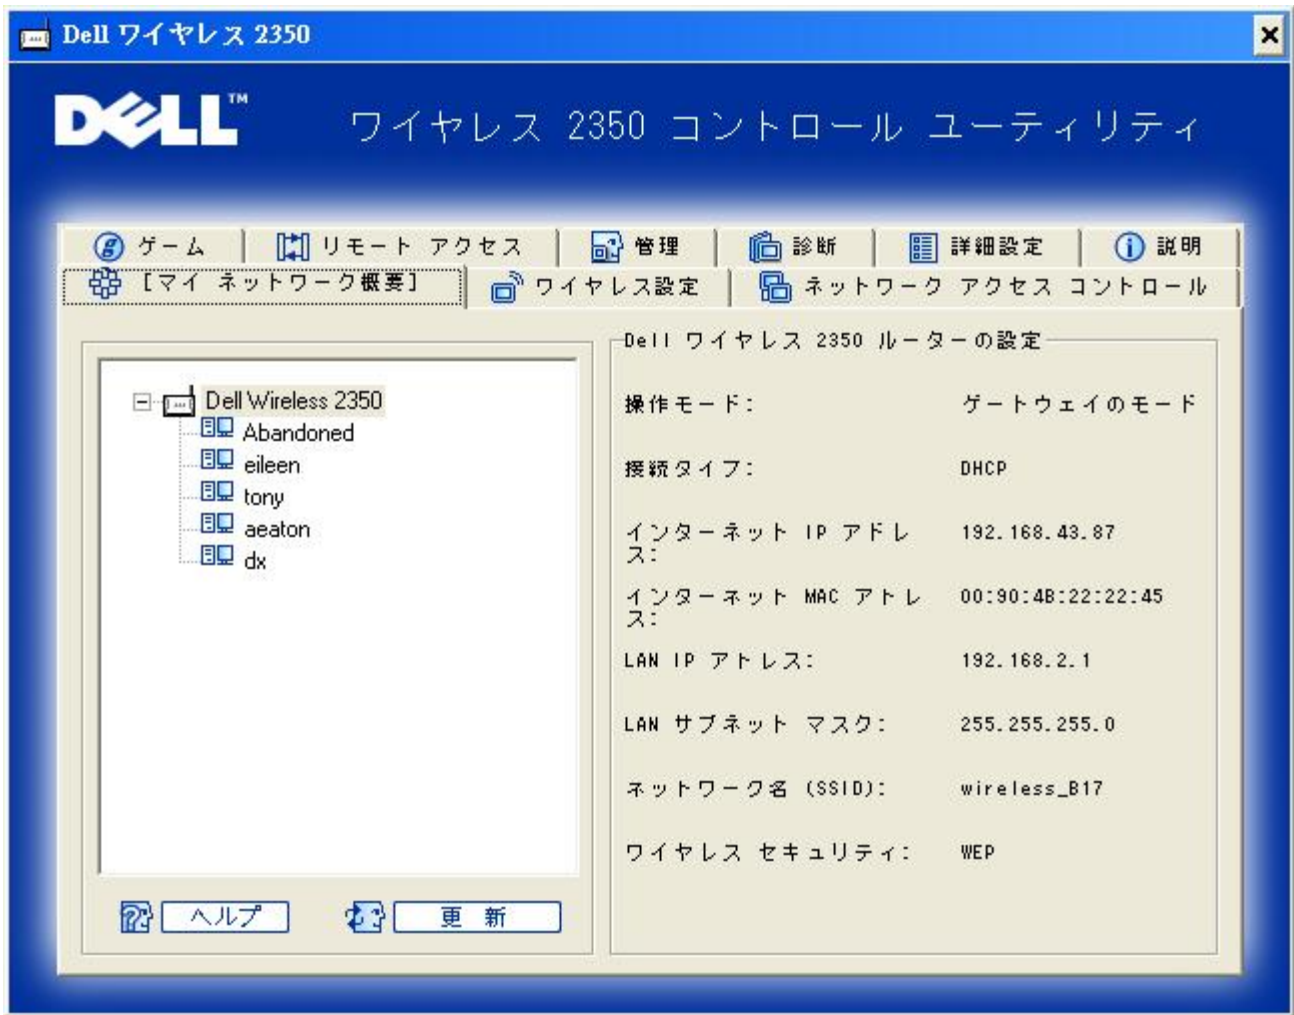 Dell ワイヤレス 2350
DELL™
ワイヤレス 2350 コントロール ユーティリティ
ゲーム
リモート アクセス
管理
診断
詳細設定
説明
[マイ ネットワーク概要]
ワイヤレス設定
ネットワーク アクセス コントロール
Dell Wireless 2350
Abandoned
eileen
tony
aeaton
dx
ヘルプ
更 新
Dell ワイヤレス 2350 ルーターの設定
操作モード: ゲートウェイのモード
接続タイプ: DHCP
インターネット IP アドレ 192.168.43.87
ス:
インターネット MAC アトレ 00:90:4B:22:22:45
ス:
LAN IP アトレス: 192.168.2.1
LAN サブネット マスク: 255.255.255.0
ネットワーク名 (SSID): wireless_B17
ワイヤレス セキュリティ: WEP